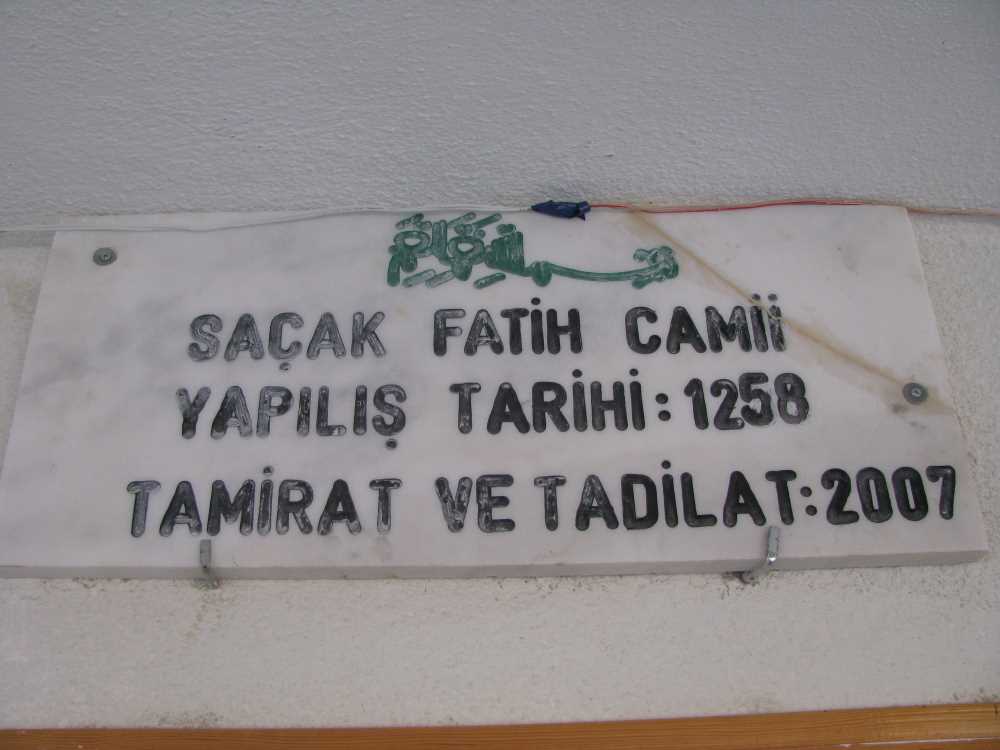 SAÇAK FATİH CAMİİ
YAPILIŞ TARİHİ: 1258
TAMİRAT VE TADİLAT: 2007